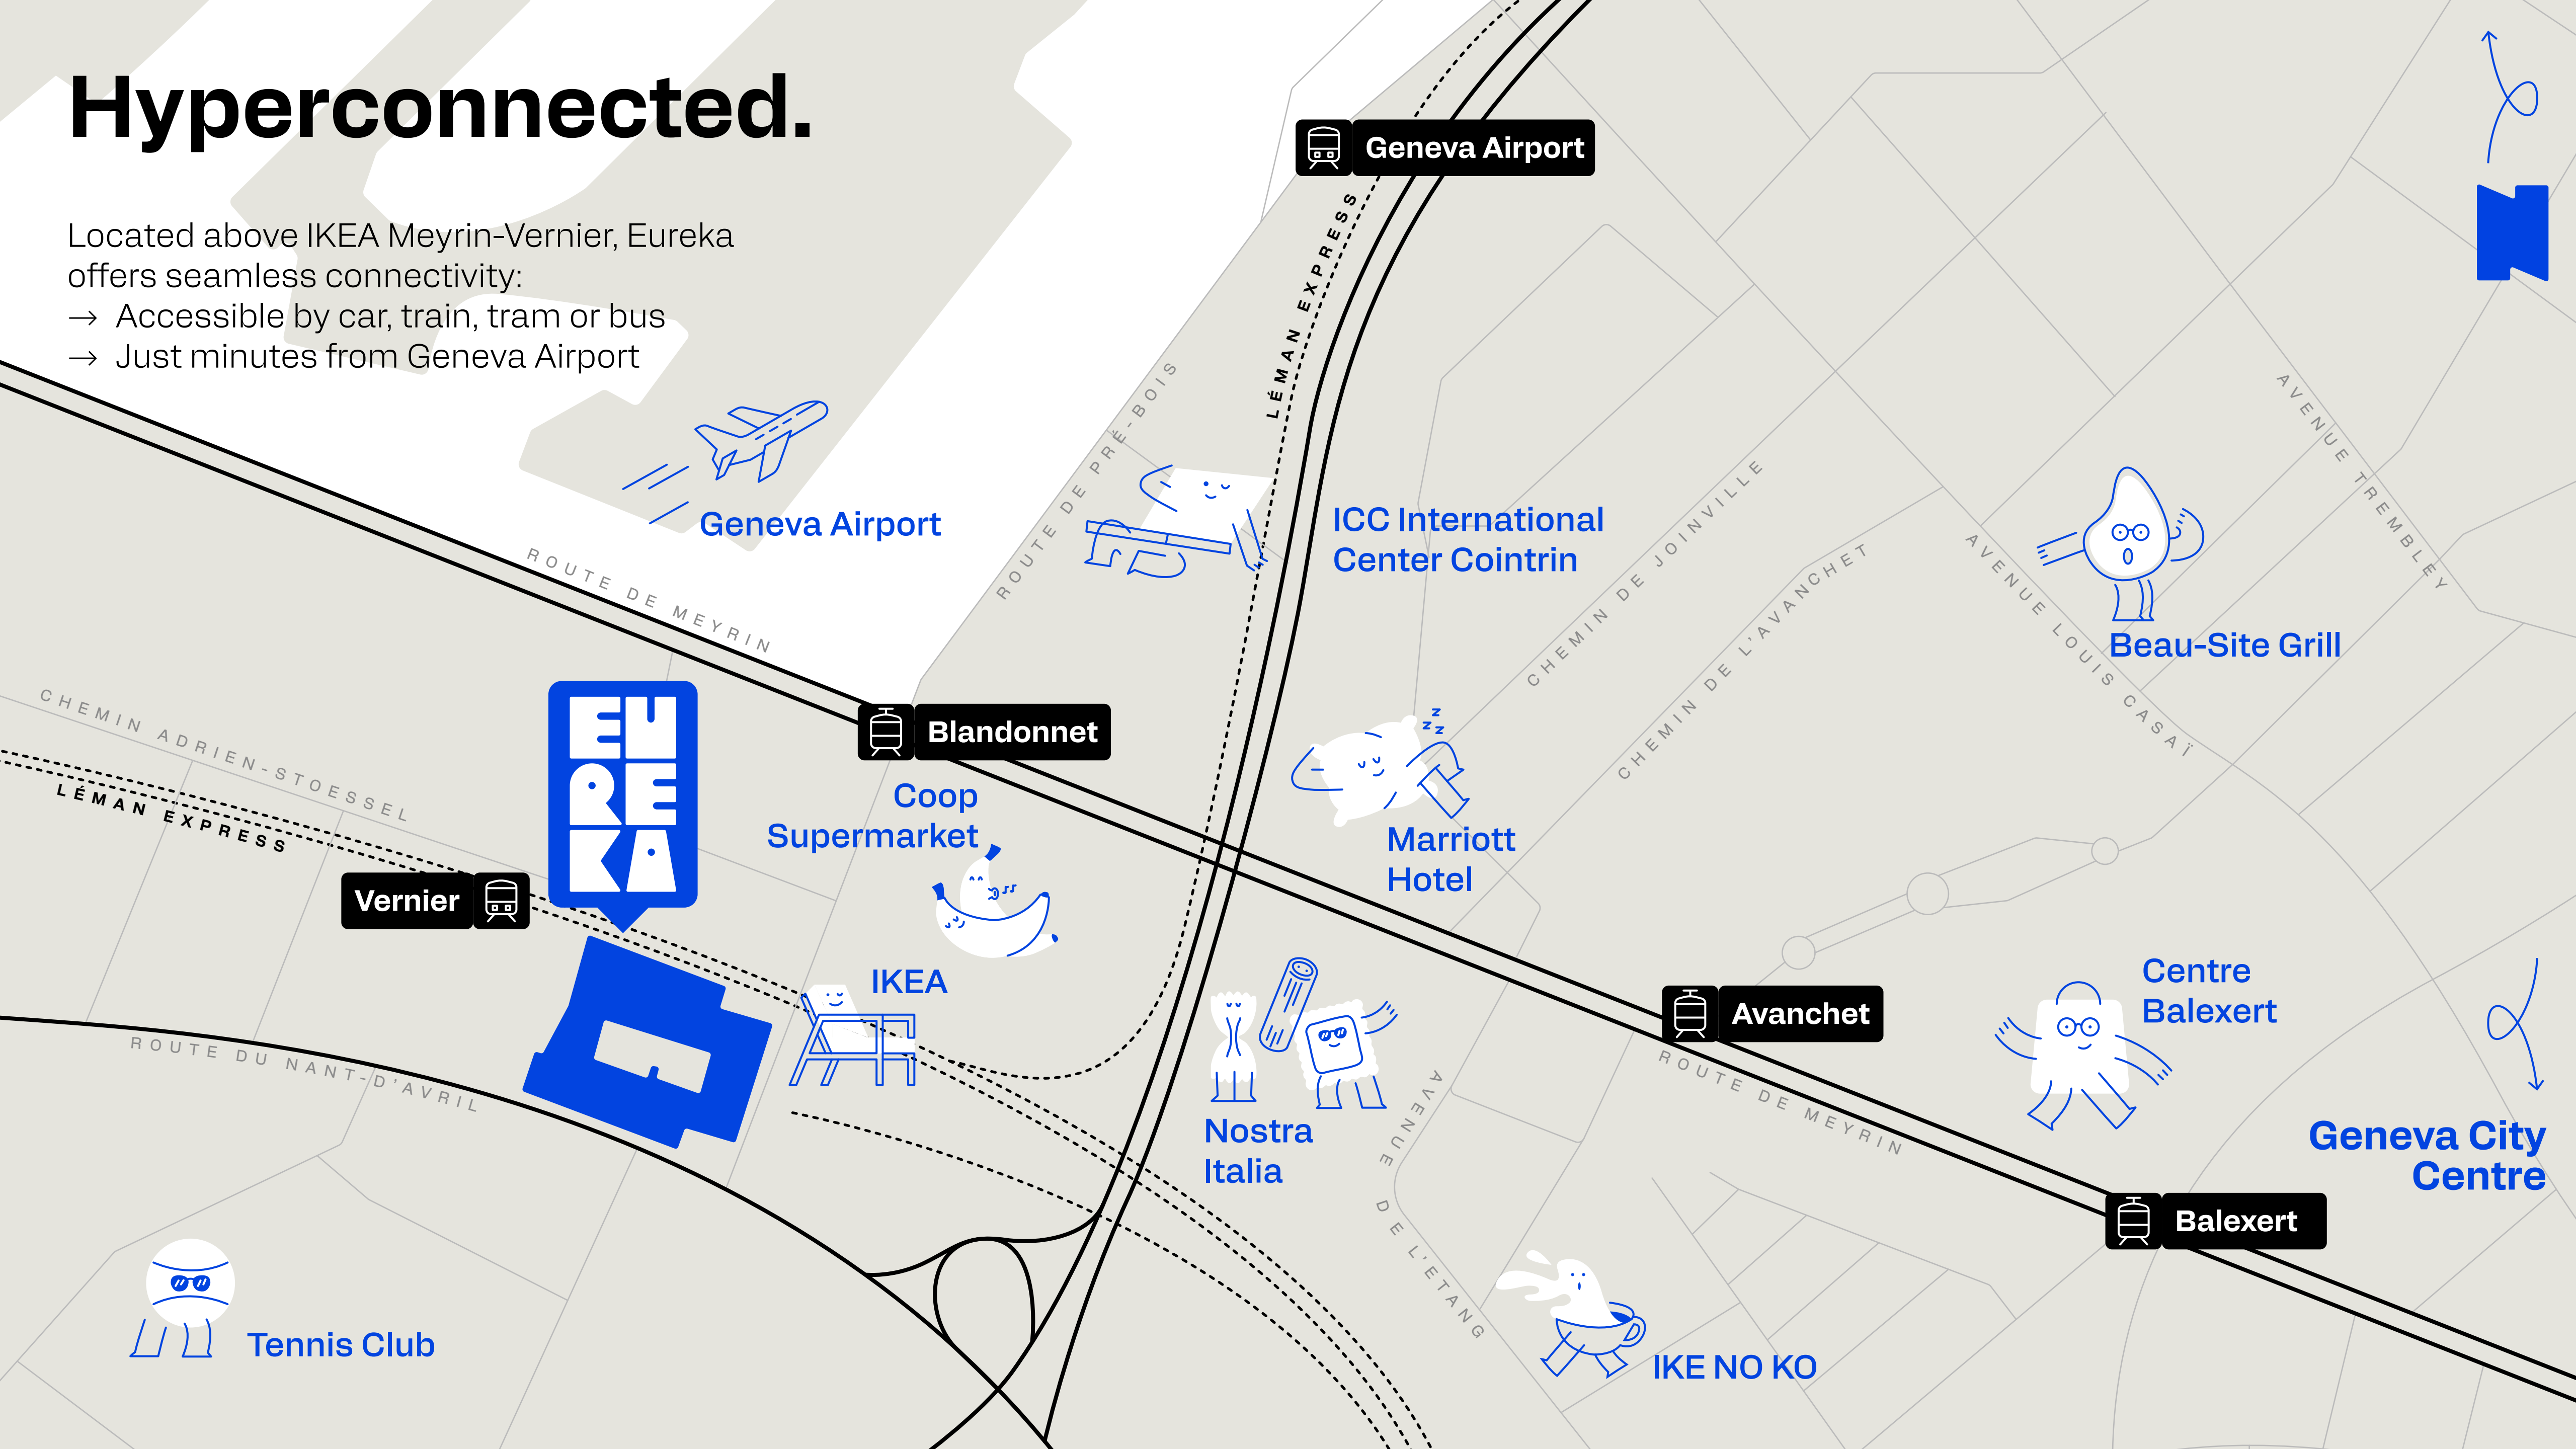 Hyperconnected.
Located above IKEA Meyrin-Vernier, Eureka
offers seamless connectivity:
→ Accessible by car, train, tram or bus
→ Just minutes from Geneva Airport
Geneva Airport
LÉMAN EXPRESS
N
ROUTE DE PRÉ-BOIS
AVENUE TREMBLEY
Geneva Airport
ICC International
Center Cointrin
CHEMIN DE JOINVILLE
CHEMIN DE L'AVANCHET
AVENUE LOUIS CASAÏ
Beau-Site Grill
ROUTE DE MEYRIN
CHEMIN ADRIEN-STOESSEL
LÉMAN EXPRESS
EU
RE
KA
Blandonnet
Coop
Supermarket
z
z z
Marriott
Hotel
Vernier
IKEA
Avanchet
Centre
Balexert
ROUTE DU NANT-D'AVRIL
Nostra
Italia
AVENUE DE L'ETANG
ROUTE DE MEYRIN
Geneva City
Centre
Balexert
Tennis Club
IKE NO KO